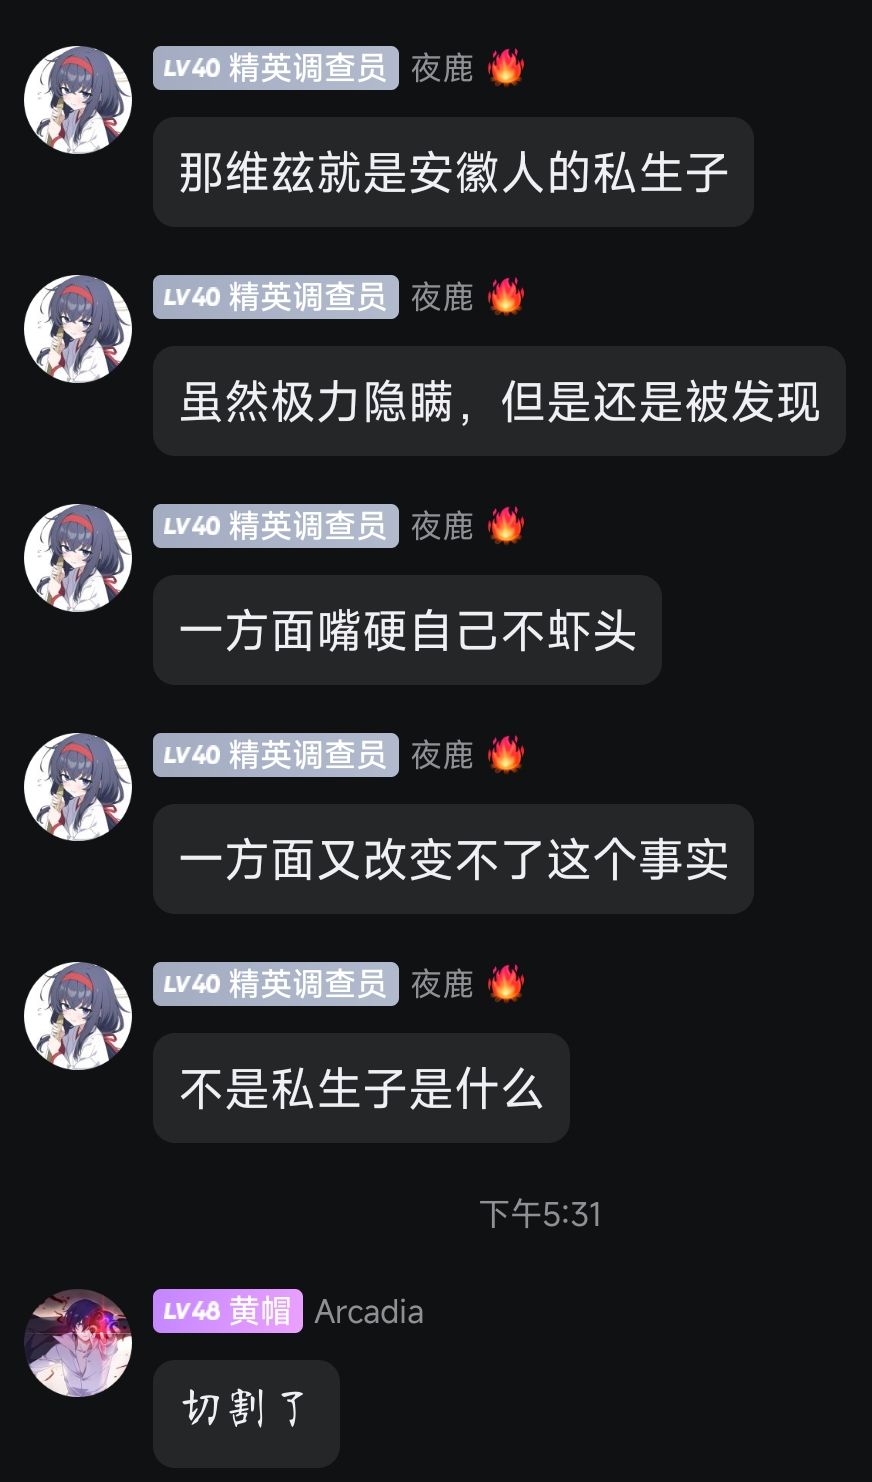 LV40 精英调查员 夜鹿 🔥
那维兹就是安徽人的私生子
LV40 精英调查员 夜鹿 🔥
虽然极力隐瞒，但是还是被发现
LV40 精英调查员 夜鹿 🔥
一方面嘴硬自己不虾头
LV40 精英调查员 夜鹿 🔥
一方面又改变不了这个事实
LV40 精英调查员 夜鹿 🔥
不是私生子是什么
下午5:31
LV48 黄帽 Arcadia
切割了